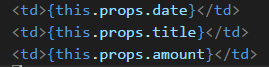 <td>{this.props.date}</td>
<td>{this.props.title}</td>
<td>{this.props.amount}</td>